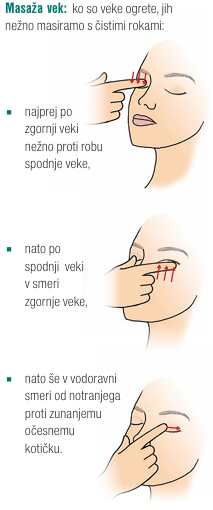 Masaža vek: ko so veke ogrete, jih
nežno masiramo s čistimi rokami:
▪ najprej po
zgornji veki
nežno proti robu
spodnje veke,
▪ nato po
spodnji veki
v smeri
zgornje veke,
▪ nato še v vodoravni
smeri od notranjega
proti zunanjemu
očesnemu
kotičku.